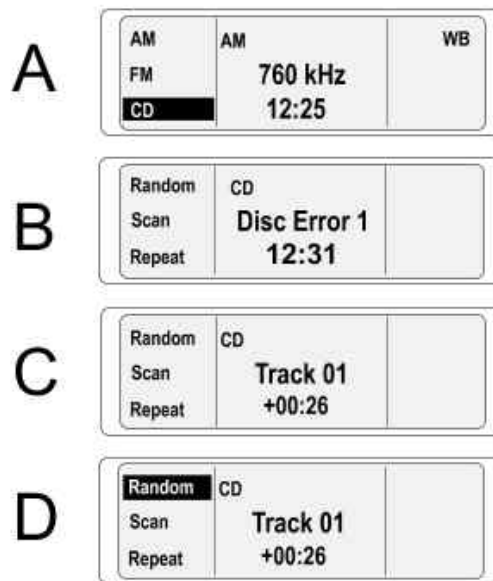 A
AM AM WB
FM 760 kHz
CD 12:25
B
Random CD
Scan Disc Error 1
Repeat 12:31
C
Random CD
Scan Track 01
Repeat +00:26
D
Random CD
Scan Track 01
Repeat +00:26